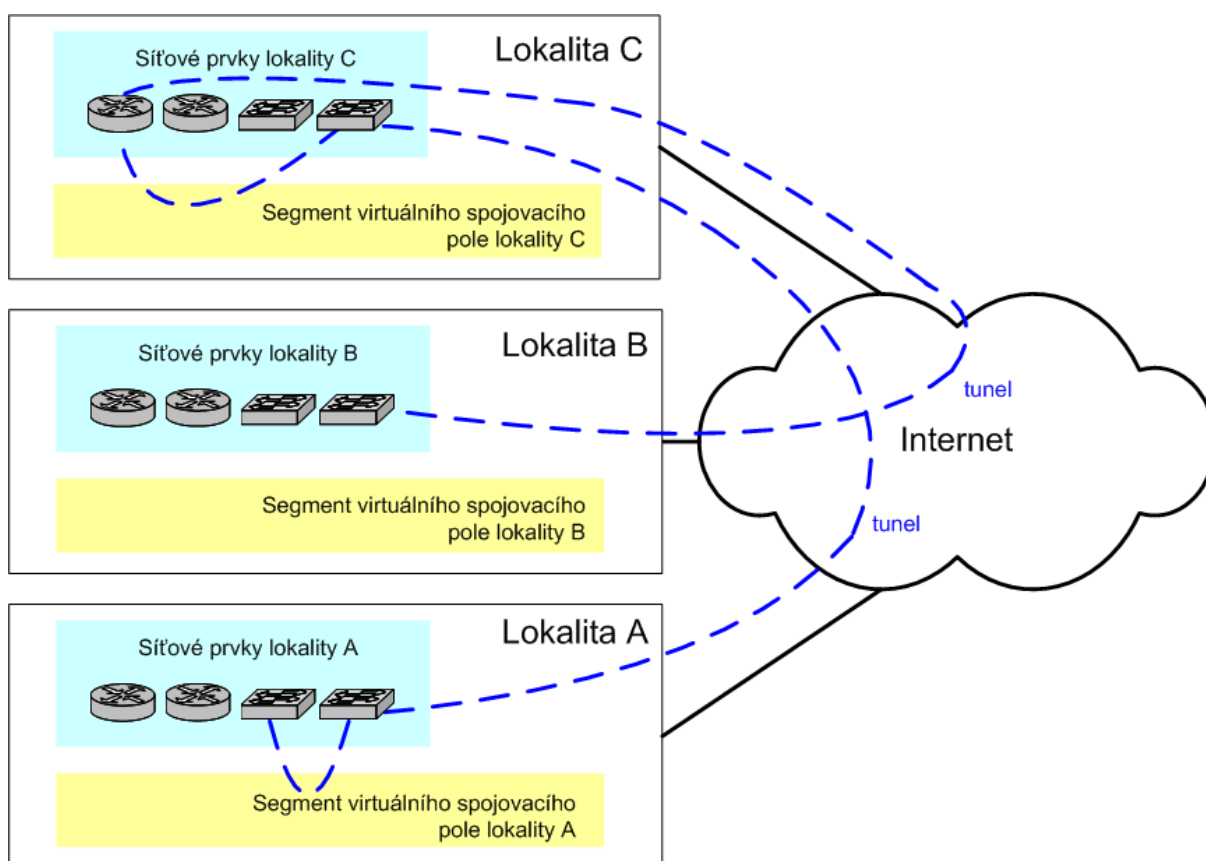 Lokalita C
Síťové prvky lokality C
Segment virtuálního spojovacího
pole lokality C
Lokalita B
Síťové prvky lokality B
Segment virtuálního spojovacího
pole lokality B
Lokalita A
Síťové prvky lokality A
Segment virtuálního spojovacího
pole lokality A
tunel
Internet
tunel